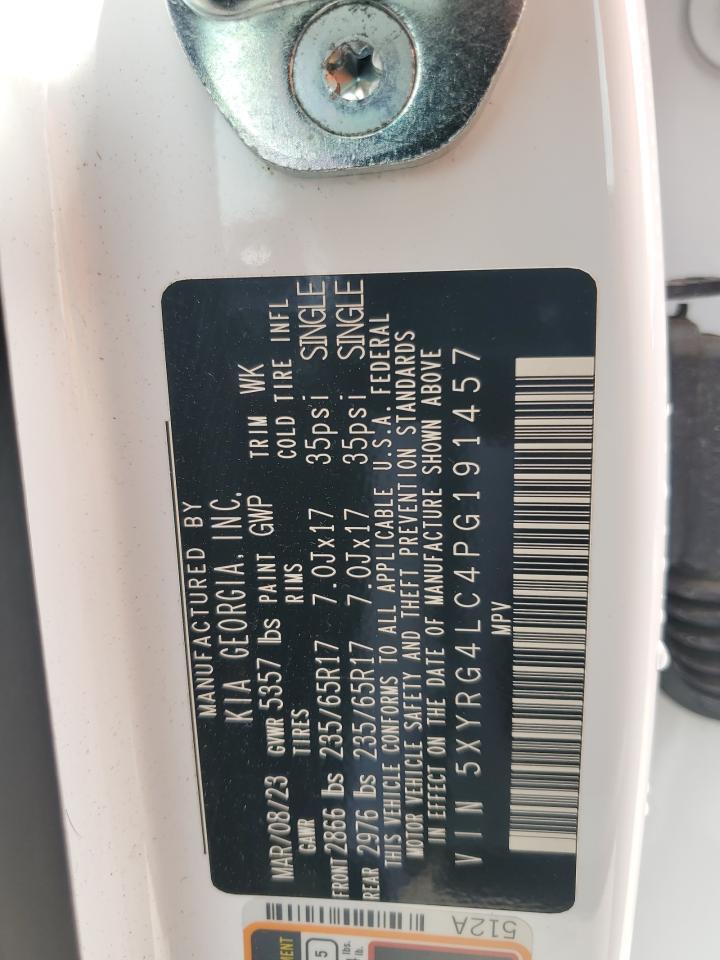 MANUFACTURED BY
KIA GEORGIA, INC.
MAR/08/23 GVWR 5357 lbs PAINT GWP TRIM WK
GAWR TIRES RIMS COLD TIRE INFL
FRONT 2866 lbs 235/65R17 7.0Jx17 35psi SINGLE
REAR 2976 lbs 235/65R17 7.0Jx17 35psi SINGLE
THIS VEHICLE CONFORMS TO ALL APPLICABLE U.S.A. FEDERAL
MOTOR VEHICLE SAFETY AND THEFT PREVENTION STANDARDS
IN EFFECT ON THE DATE OF MANUFACTURE SHOWN ABOVE
VIN 5XYRG4LC4PG191457
MPV
512A
5
lbs.
lb.